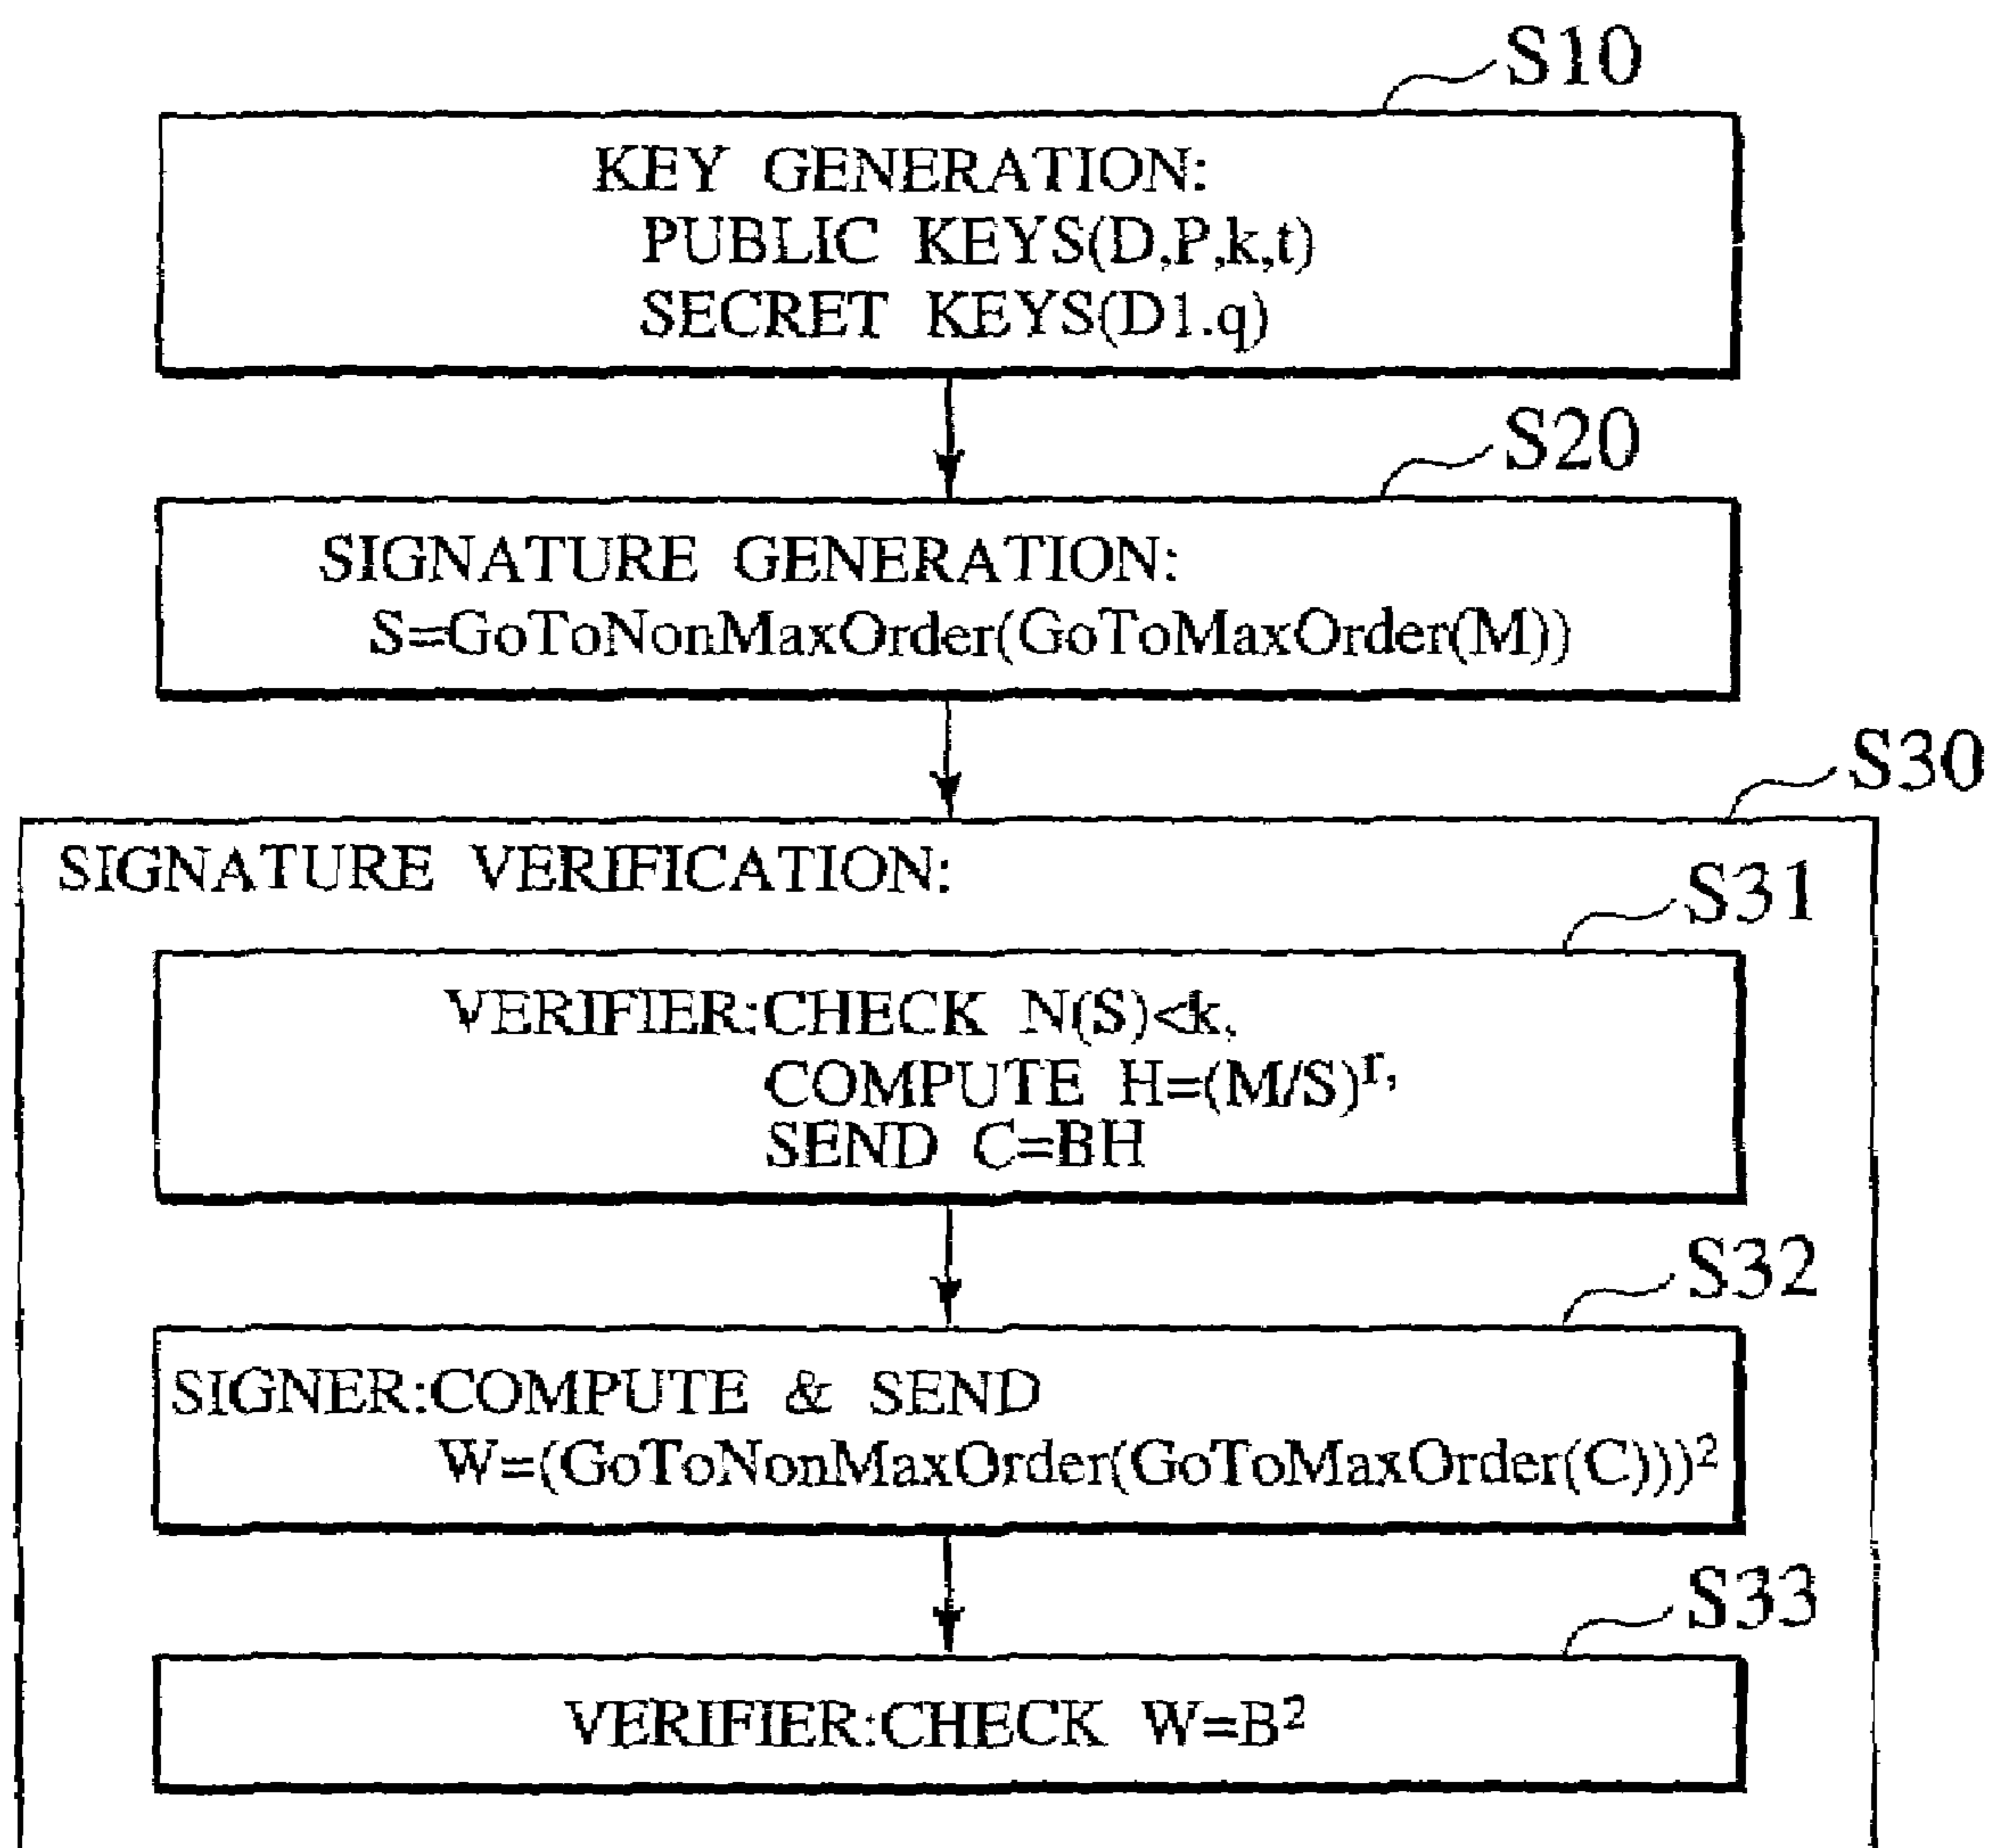 S10
KEY GENERATION:
PUBLIC KEYS(D,P,k,t)
SECRET KEYS(D1.q)
S20
SIGNATURE GENERATION:
S=GoToNonMaxOrder(GoToMaxOrder(M))
S30
SIGNATURE VERIFICATION:
S31
VERIFIER:CHECK N(S)<k,
COMPUTE H=(M/S)^r,
SEND C=BH
S32
SIGNER:COMPUTE & SEND
W=(GoToNonMaxOrder(GoToMaxOrder(C)))²
S33
VERIFIER:CHECK W=B²